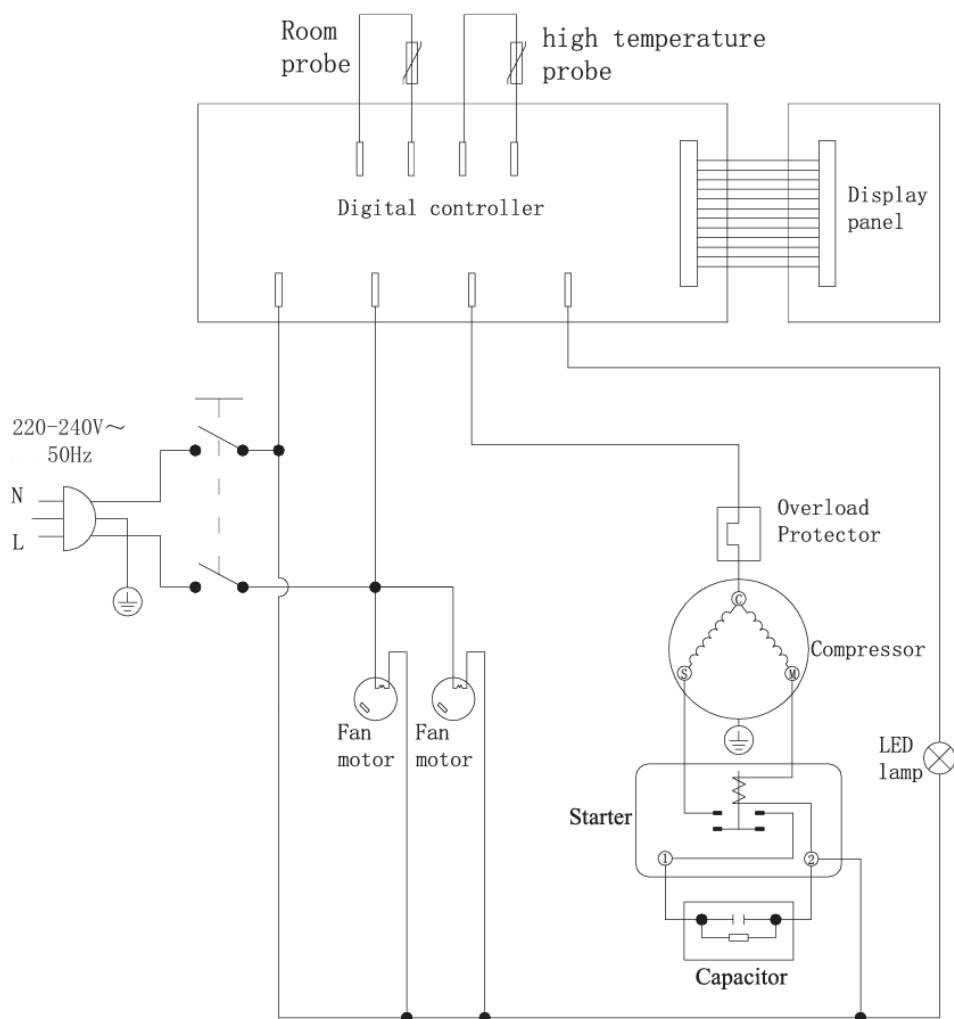 Room
probe
high temperature
probe
Digital controller
Display
panel
220-240V～
50Hz
N
L
Overload
Protector
C
Compressor
S
M
Fan
motor
Fan
motor
LED
lamp
Starter
1
2
Capacitor